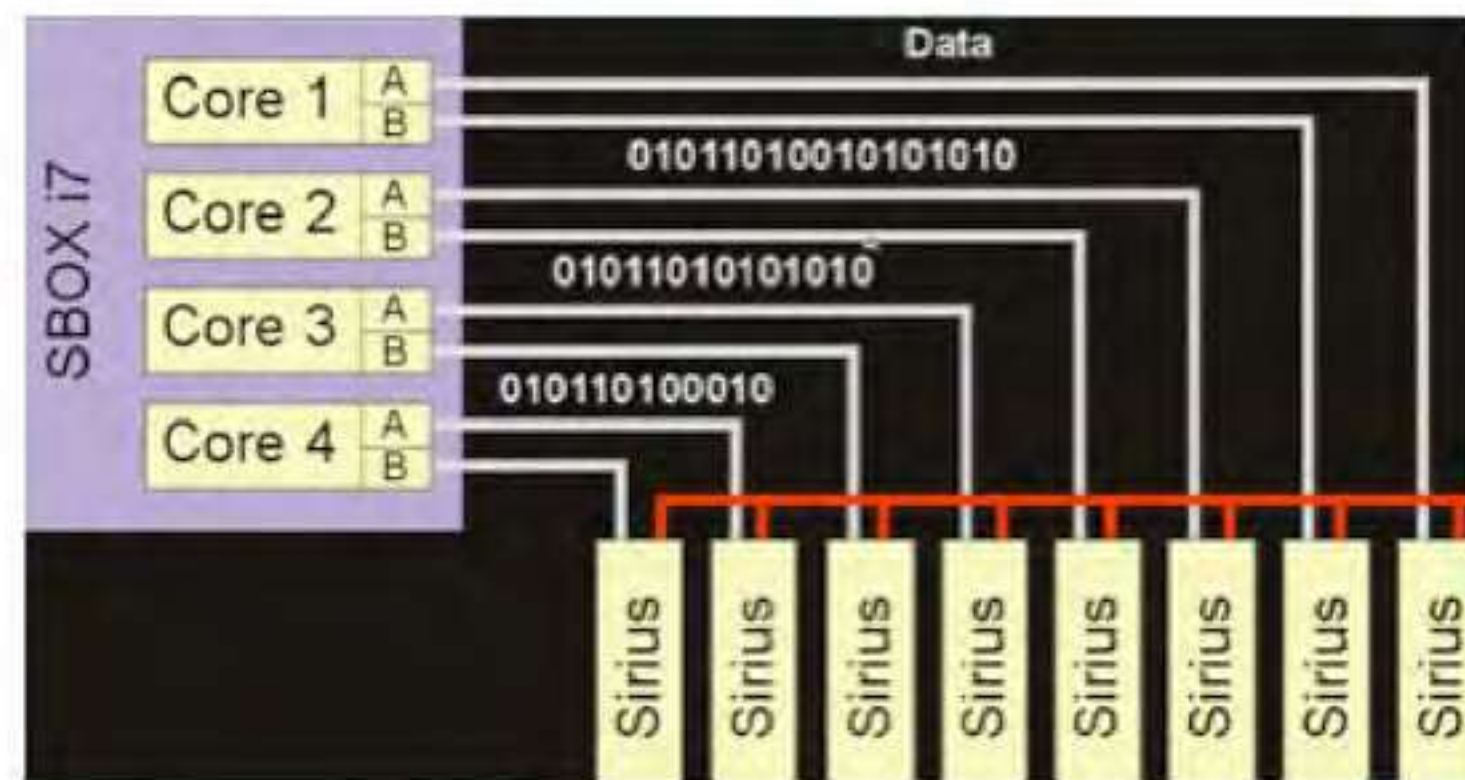 Data
Core 1 A
B
01011010010101010
Core 2 A
B
01011010101010
Core 3 A
B
010110100010
Core 4 A
B
SBOX i7
Sirius Sirius Sirius Sirius Sirius Sirius Sirius Sirius